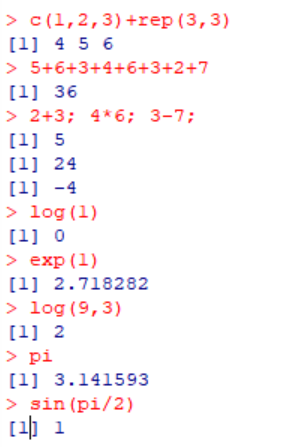 > c(1,2,3)+rep(3,3)
[1] 4 5 6
> 5+6+3+4+6+3+2+7
[1] 36
> 2+3; 4*6; 3-7;
[1] 5
[1] 24
[1] -4
> log(1)
[1] 0
> exp(1)
[1] 2.718282
> log(9,3)
[1] 2
> pi
[1] 3.141593
> sin(pi/2)
[1] 1